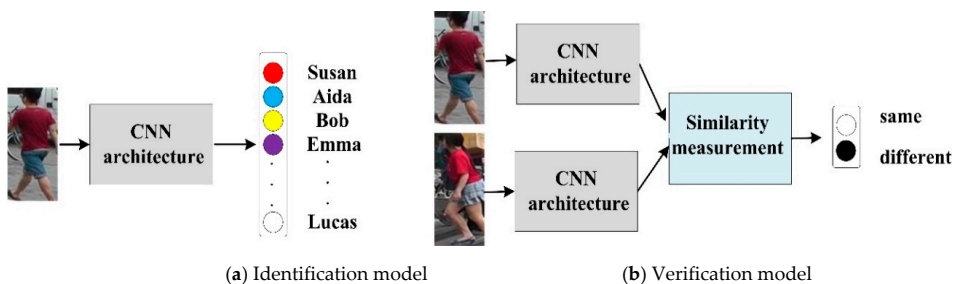 CNN
architecture
Susan
Aida
Bob
Emma
.
.
.
.
.
.
Lucas
(a) Identification model
CNN
architecture
CNN
architecture
Similarity
measurement
same
different
(b) Verification model